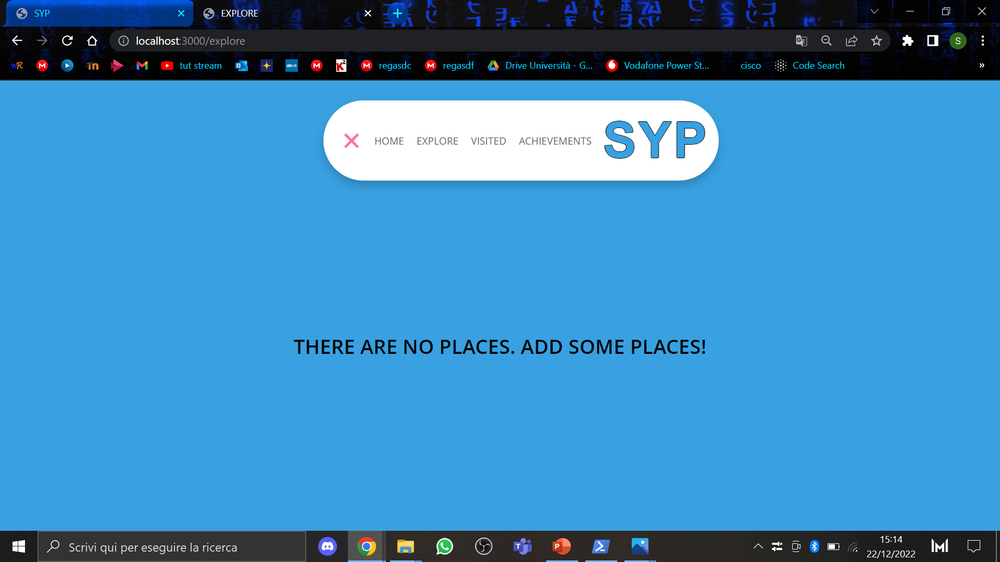 SYP
EXPLORE
localhost:3000/explore
S
tut stream
regasdc
regasdf
Drive Università - G...
Vodafone Power St...
cisco
Code Search
»
HOME EXPLORE VISITED ACHIEVEMENTS SYP
THERE ARE NO PLACES. ADD SOME PLACES!
Scrivi qui per eseguire la ricerca
15:14
22/12/2022